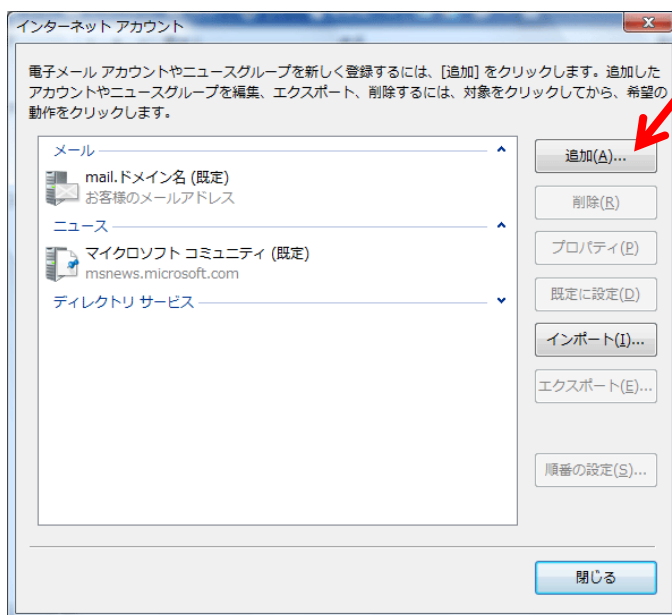 インターネット アカウント
電子メール アカウントやニュースグループを新しく登録するには、[追加] をクリックします。追加した
アカウントやニュースグループを編集、エクスポート、削除するには、対象をクリックしてから、希望の
動作をクリックします。
メール
mail.ドメイン名 (既定)
お客様のメールアドレス
ニュース
マイクロソフト コミュニティ (既定)
msnews.microsoft.com
ディレクトリ サービス
追加(A)...
削除(R)
プロパティ(P)
既定に設定(D)
インポート(I)...
エクスポート(E)...
順番の設定(S)...
閉じる